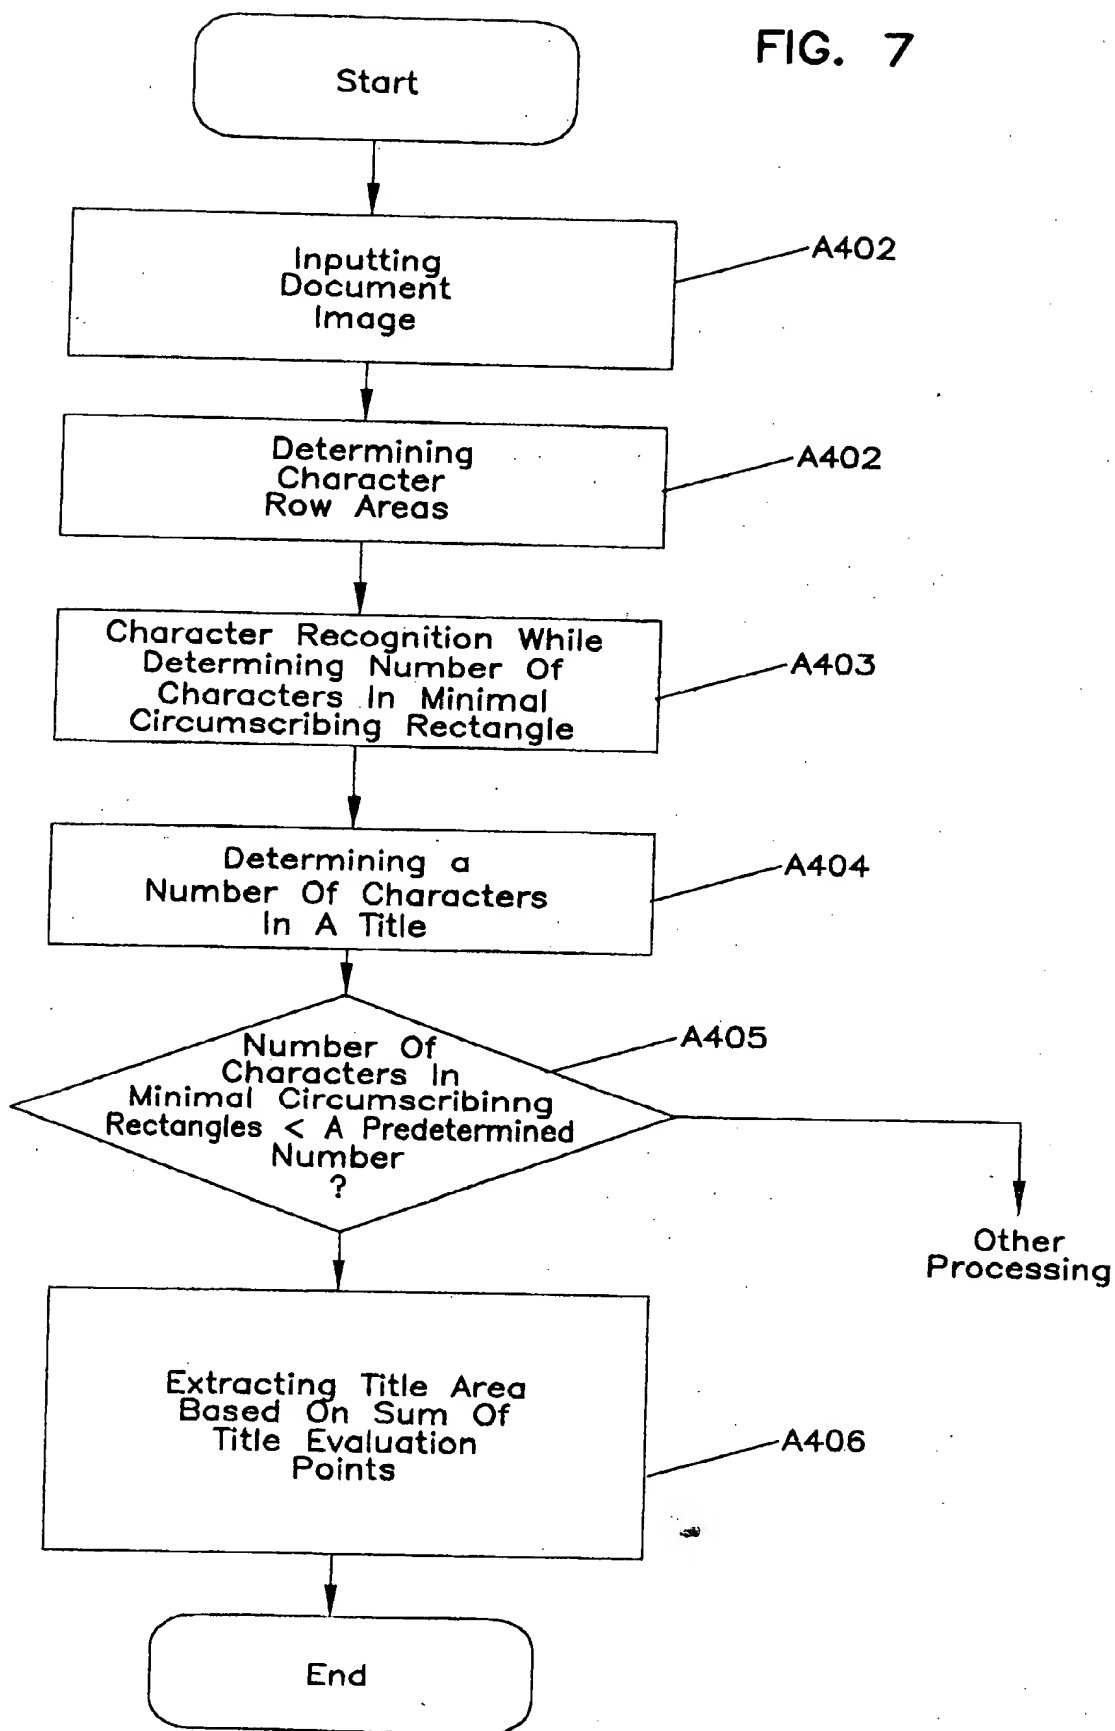 FIG. 7
Start
Inputting
Document
Image
A402
Determining
Character
Row Areas
A402
Character Recognition While
Determining Number Of
Characters In Minimal
Circumscribing Rectangle
A403
Determining a
Number Of Characters
In A Title
A404
Number Of
Characters In
Minimal Circumscribinng
Rectangles < A Predetermined
Number
?
A405
Other
Processing
Extracting Title Area
Based On Sum Of
Title Evaluation
Points
A406
End